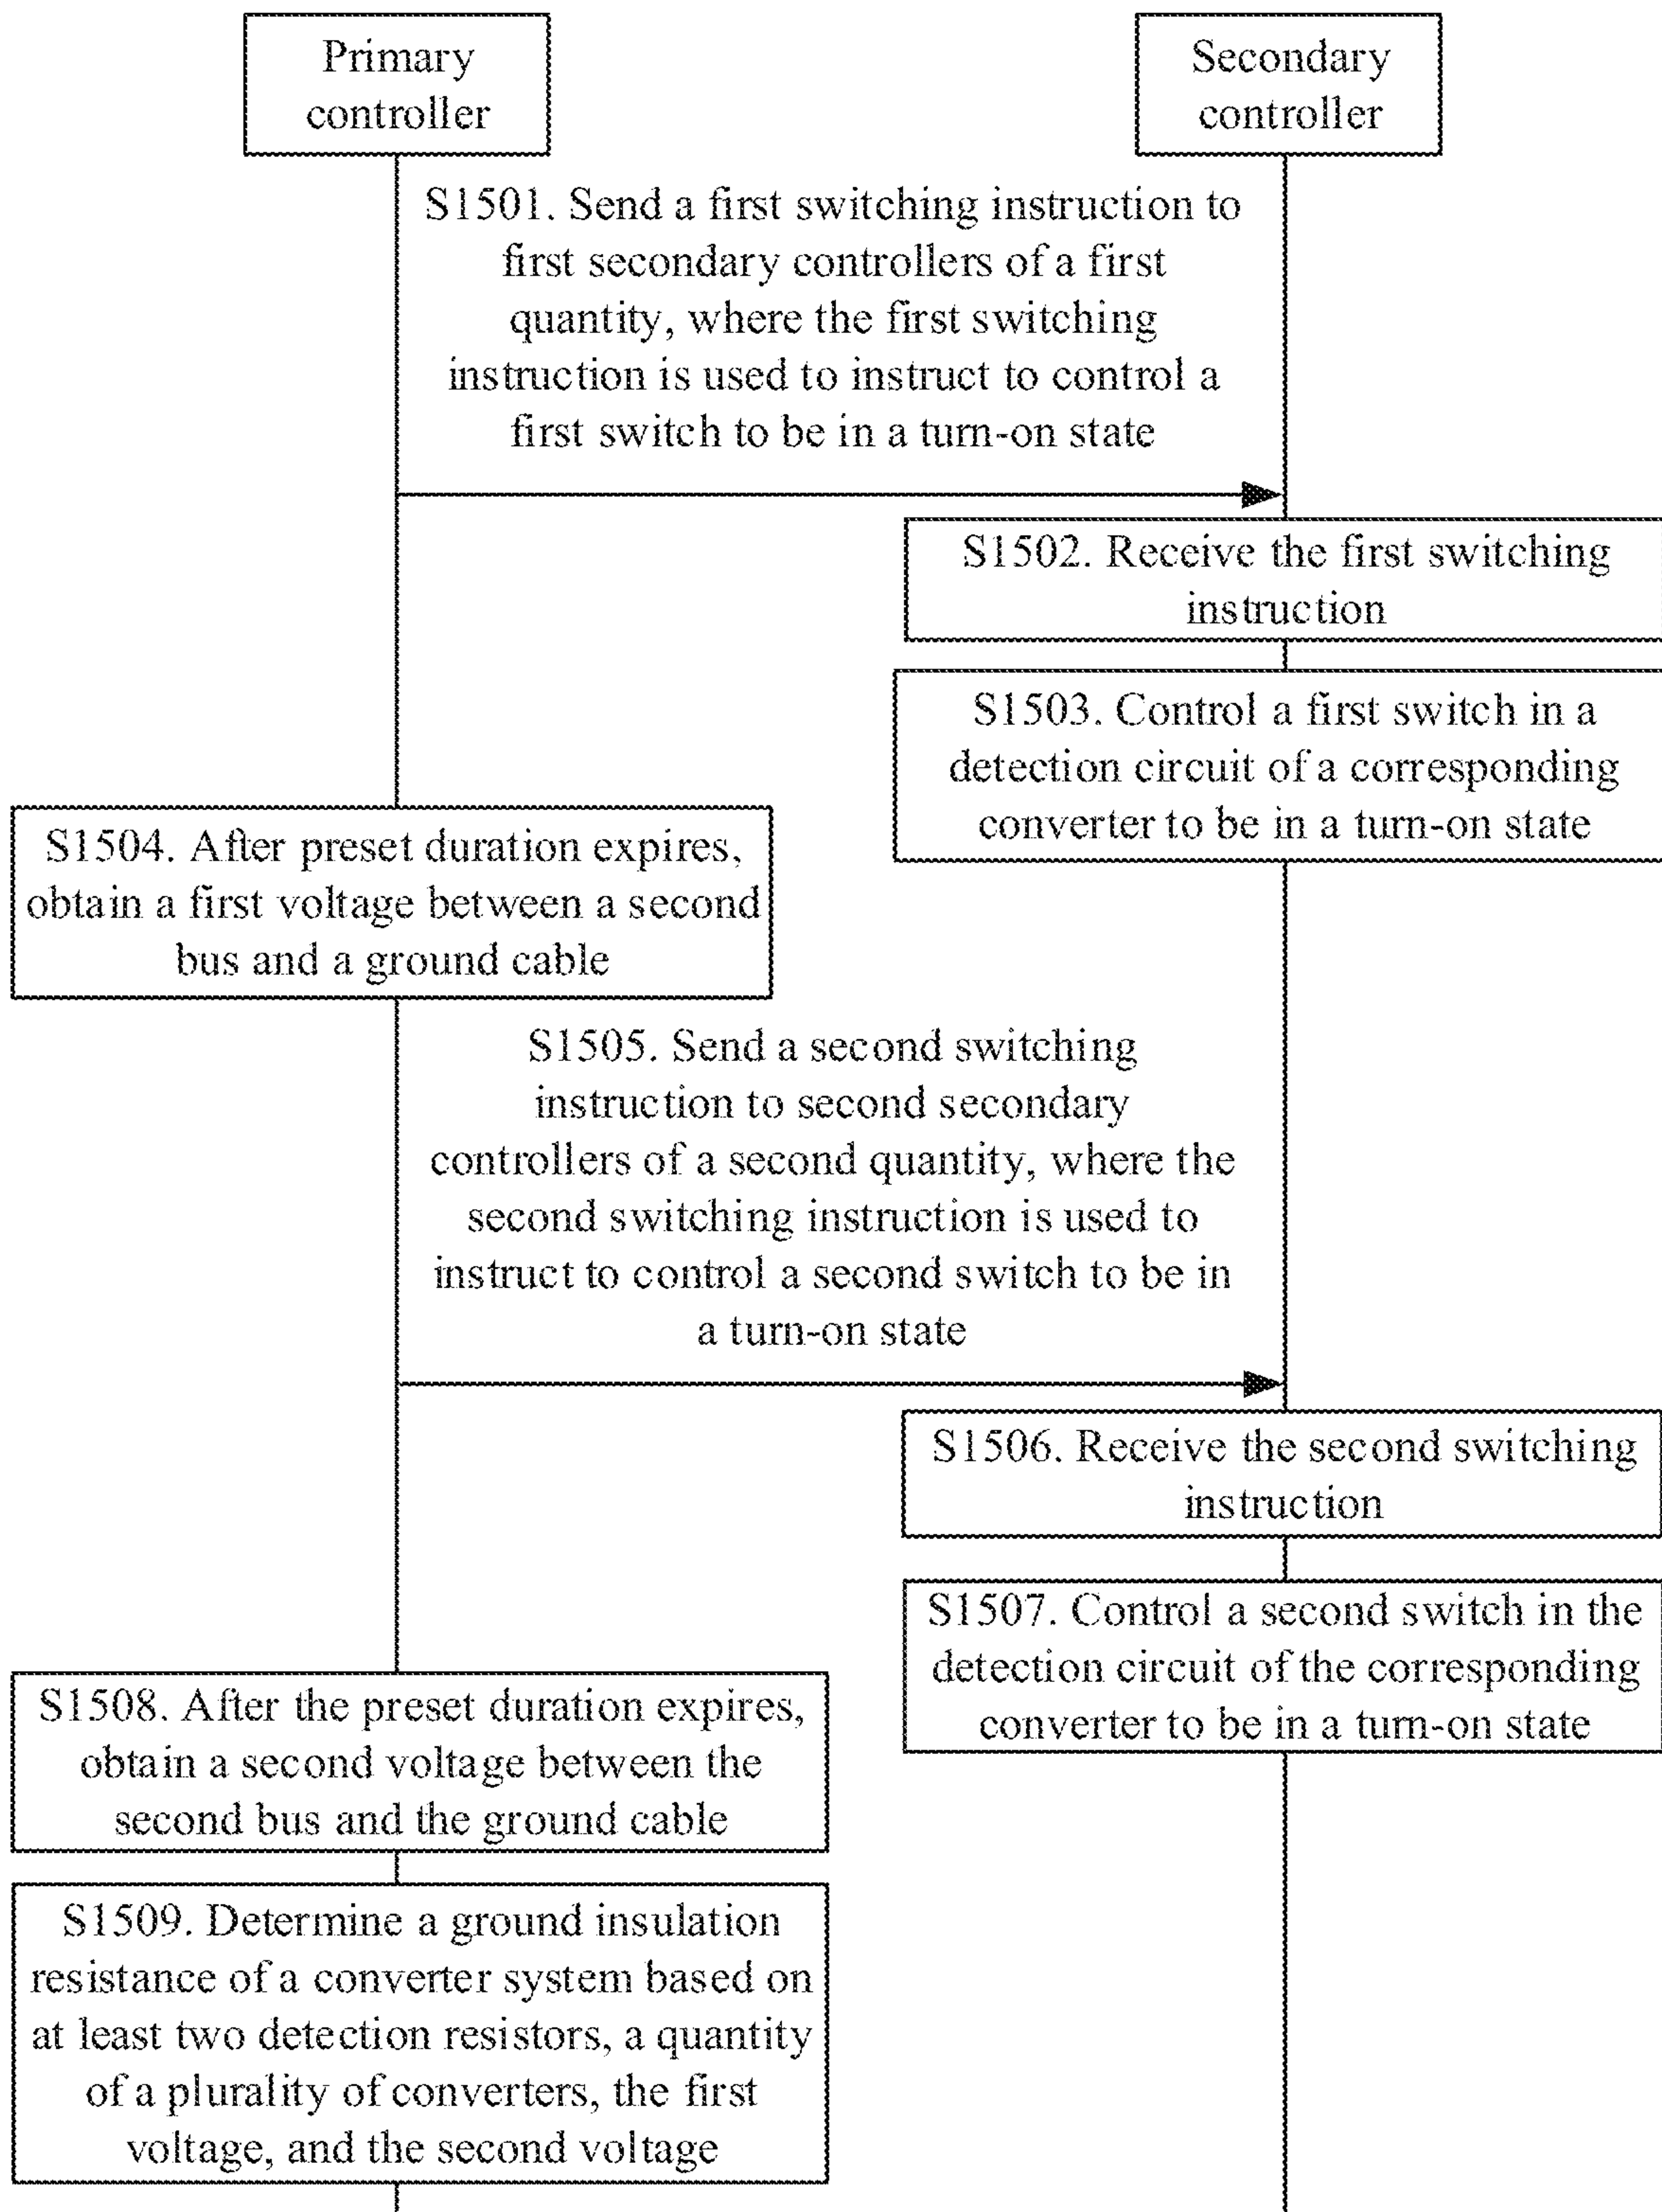 Primary
controller
Secondary
controller
S1501. Send a first switching instruction to
first secondary controllers of a first
quantity, where the first switching
instruction is used to instruct to control a
first switch to be in a turn-on state
S1502. Receive the first switching
instruction
S1503. Control a first switch in a
detection circuit of a corresponding
converter to be in a turn-on state
S1504. After preset duration expires,
obtain a first voltage between a second
bus and a ground cable
S1505. Send a second switching
instruction to second secondary
controllers of a second quantity, where the
second switching instruction is used to
instruct to control a second switch to be in
a turn-on state
S1506. Receive the second switching
instruction
S1507. Control a second switch in the
detection circuit of the corresponding
converter to be in a turn-on state
S1508. After the preset duration expires,
obtain a second voltage between the
second bus and the ground cable
S1509. Determine a ground insulation
resistance of a converter system based on
at least two detection resistors, a quantity
of a plurality of converters, the first
voltage, and the second voltage